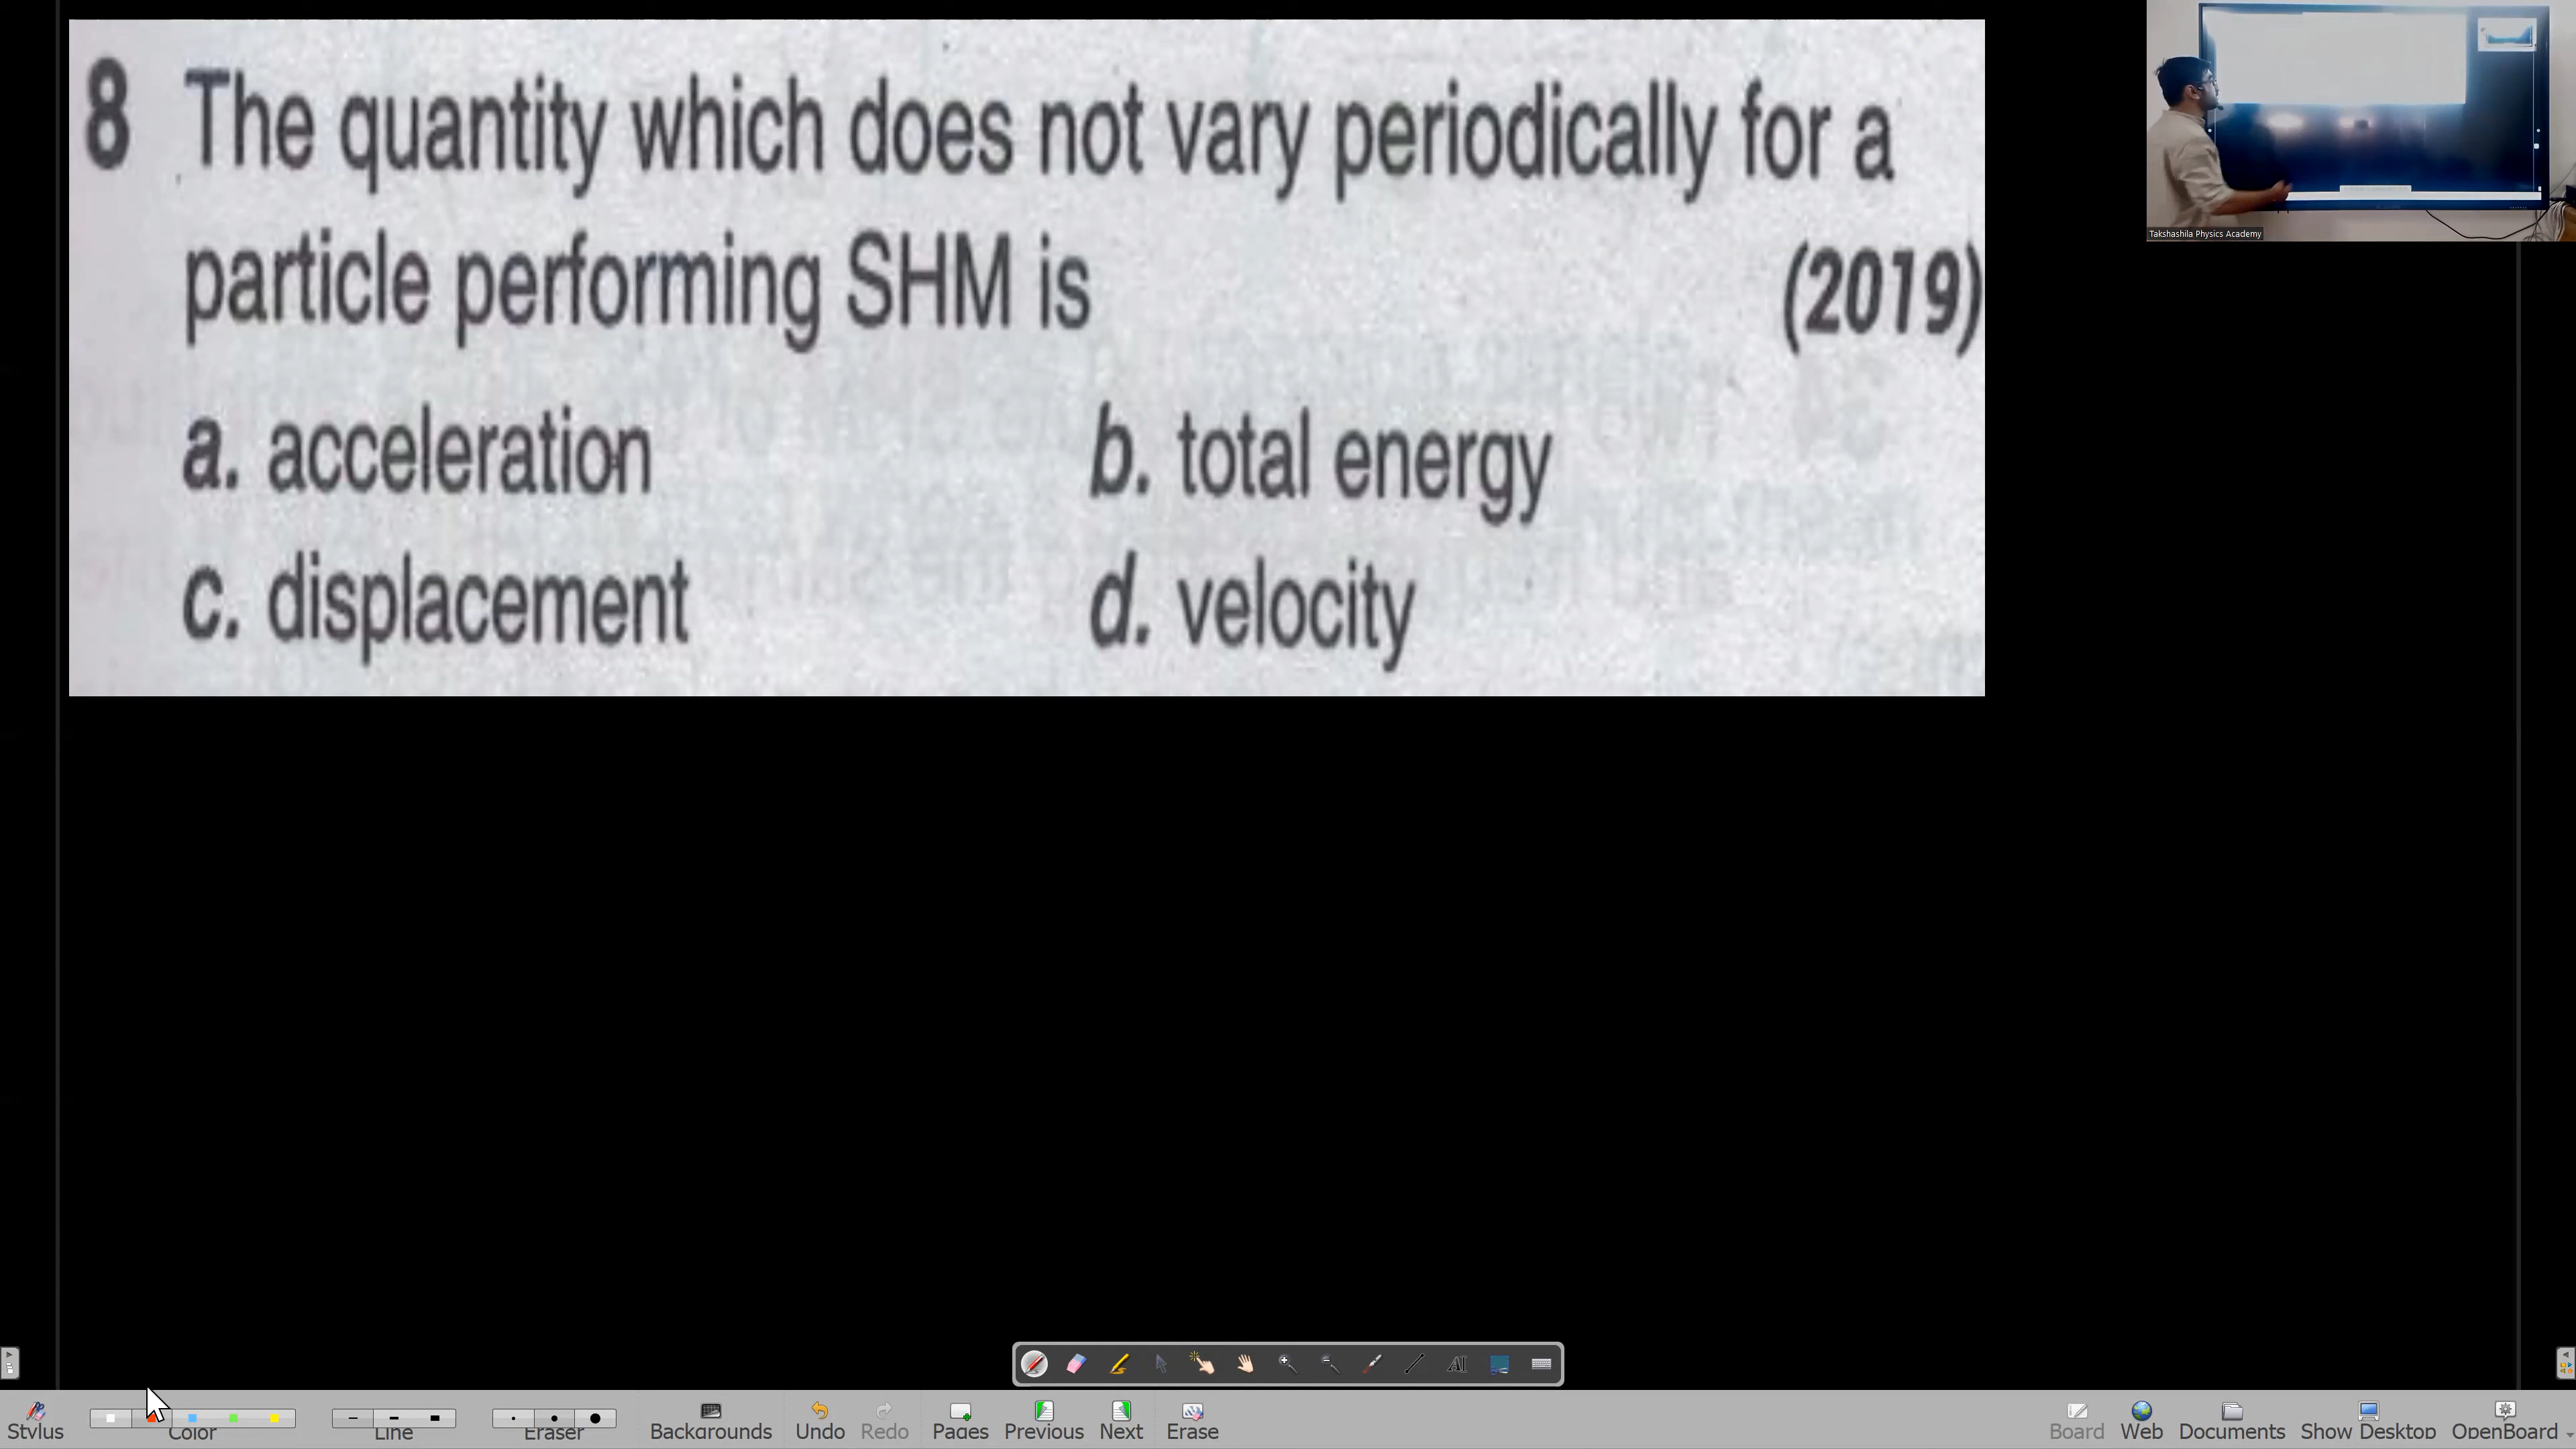 8 The quantity which does not vary periodically for a
particle performing SHM is (2019)
a. acceleration b. total energy
c. displacement d. velocity
Takshashila Physics Academy
Stylus Color Line Eraser Backgrounds Undo Redo Pages Previous Next Erase Board Web Documents Show Desktop OpenBoard